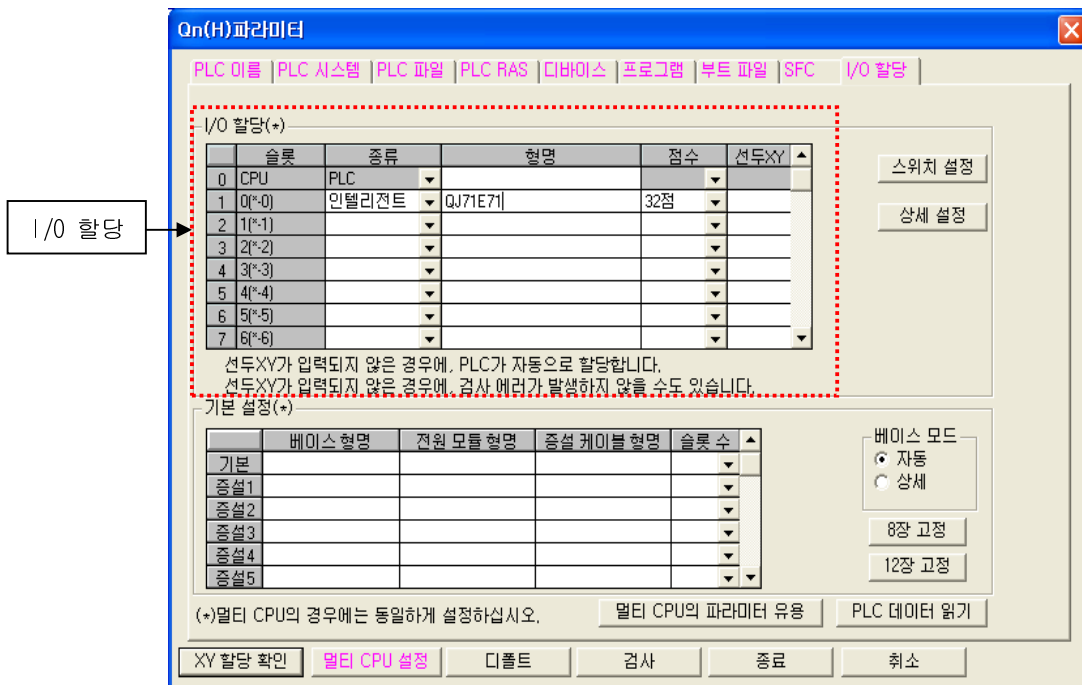 Qn(H)파라미터
PLC 이름 |PLC 시스템 |PLC 파일 |PLC RAS |디바이스 |프로그램 |부트 파일 |SFC I/O 할당
I/O 할당(*)
슬롯 종류 형명 점수 선두XY
0 CPU PLC
1 0(*-0) 인텔리전트 QJ71E71 32점
2 1(*-1)
3 2(*-2)
4 3(*-3)
5 4(*-4)
6 5(*-5)
7 6(*-6)
스위치 설정
상세 설정
I/O 할당
선두XY가 입력되지 않은 경우에, PLC가 자동으로 할당합니다.
선두XY가 입력되지 않은 경우에, 검사 에러가 발생하지 않을 수도 있습니다.
기본 설정(*)
베이스 형명 전원 모듈 형명 증설 케이블 형명 슬롯 수
기본
증설1
증설2
증설3
증설4
증설5
베이스 모드
자동
상세
8장 고정
12장 고정
(*)멀티 CPU의 경우에는 동일하게 설정하십시오.
멀티 CPU의 파라미터 유용
PLC 데이터 읽기
XY 할당 확인 멀티 CPU 설정 디폴트 검사 종료 취소